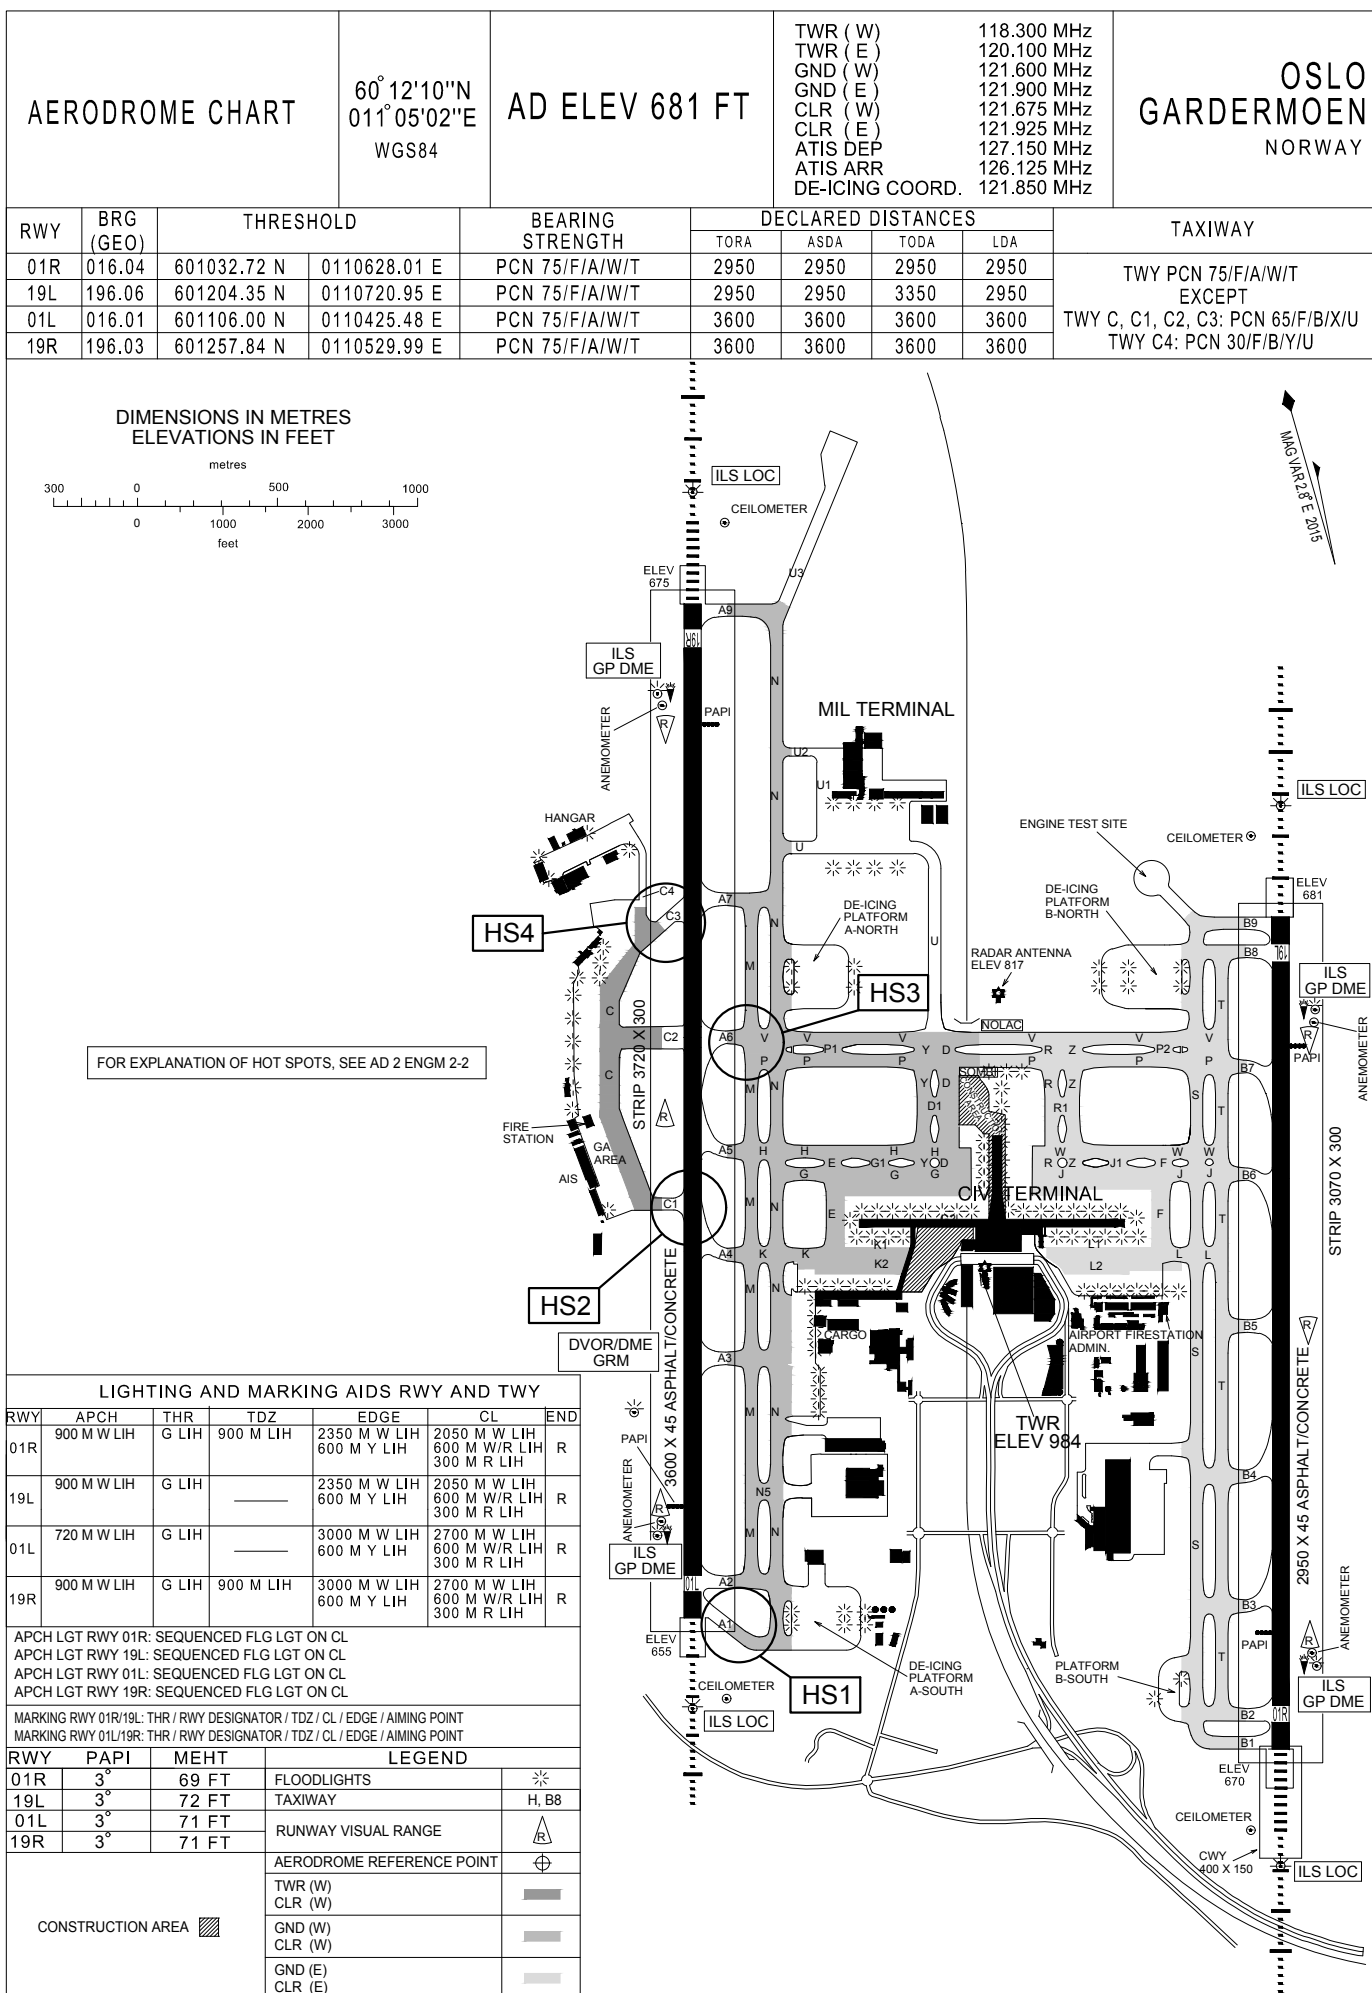 AERODROME CHART
60°12'10''N
011°05'02''E
WGS84
AD ELEV 681 FT
TWR ( W) 118.300 MHz
TWR ( E ) 120.100 MHz
GND ( W) 121.600 MHz
GND ( E ) 121.900 MHz
CLR ( W) 121.675 MHz
CLR ( E ) 121.925 MHz
ATIS DEP 127.150 MHz
ATIS ARR 126.125 MHz
DE-ICING COORD. 121.850 MHz
OSLO
GARDERMOEN
NORWAY
RWY BRG (GEO) THRESHOLD BEARING STRENGTH DECLARED DISTANCES TAXIWAY
TORA ASDA TODA LDA
01R 016.04 601032.72 N 0110628.01 E PCN 75/F/A/W/T 2950 2950 2950 2950
19L 196.06 601204.35 N 0110720.95 E PCN 75/F/A/W/T 2950 2950 3350 2950
01L 016.01 601106.00 N 0110425.48 E PCN 75/F/A/W/T 3600 3600 3600 3600
19R 196.03 601257.84 N 0110529.99 E PCN 75/F/A/W/T 3600 3600 3600 3600
TWY PCN 75/F/A/W/T
EXCEPT
TWY C, C1, C2, C3: PCN 65/F/B/X/U
TWY C4: PCN 30/F/B/Y/U
DIMENSIONS IN METRES
ELEVATIONS IN FEET
metres
300 0 500 1000
0 1000 2000 3000
feet
MAG VAR 2.8°E 2015
ILS LOC
CEILOMETER
ELEV
675
U3
A9
19R
ILS
GP DME
ANEMOMETER
R
PAPI
N
MIL TERMINAL
U2
U1
N
U
HANGAR
C4
C3
A7
N
HS4
DE-ICING
PLATFORM
A-NORTH
M
U
HS3
RADAR ANTENNA
ELEV 817
NOLAC
ENGINE TEST SITE
CEILOMETER
ILS LOC
DE-ICING
PLATFORM
B-NORTH
ELEV
681
B9
B8
19L
ILS
GP DME
ANEMOMETER
R
PAPI
T
B7
FOR EXPLANATION OF HOT SPOTS, SEE AD 2 ENGM 2-2
STRIP 3720 X 300
C
C2
C
A6
V V V Y D V R Z V V V
P P P1 P P P P2 P
M N Y D R Z S T
SOMBI
D1
R1
R
FIRE
STATION
GA
AREA
AIS
A5
H H H H W W W
E G1 Y D R Z J1 F
G G G J J J
B6
CIV TERMINAL
C1
M N E F T
STRIP 3070 X 300
A4
K K K1 K2
L1 L2 L L
HS2
M N
CARGO
AIRPORT FIRESTATION
ADMIN.
B5
R
DVOR/DME
GRM
A3
S T
3600 X 45 ASPHALT/CONCRETE
2950 X 45 ASPHALT/CONCRETE
M N
TWR
ELEV 984
PAPI
ANEMOMETER
R
N5
B4
M N
S
ILS
GP DME
01L
A2
A1
ELEV
655
HS1
CEILOMETER
ILS LOC
DE-ICING
PLATFORM
A-SOUTH
PLATFORM
B-SOUTH
B3
PAPI
T
R
ANEMOMETER
ILS
GP DME
B2
01R
B1
ELEV
670
CEILOMETER
CWY
400 X 150
ILS LOC
LIGHTING AND MARKING AIDS RWY AND TWY
RWY APCH THR TDZ EDGE CL END
01R 900 M W LIH G LIH 900 M LIH 2350 M W LIH 2050 M W LIH R
600 M Y LIH 600 M W/R LIH
300 M R LIH
19L 900 M W LIH G LIH 2350 M W LIH 2050 M W LIH R
600 M Y LIH 600 M W/R LIH
300 M R LIH
01L 720 M W LIH G LIH 3000 M W LIH 2700 M W LIH R
600 M Y LIH 600 M W/R LIH
300 M R LIH
19R 900 M W LIH G LIH 900 M LIH 3000 M W LIH 2700 M W LIH R
600 M Y LIH 600 M W/R LIH
300 M R LIH
APCH LGT RWY 01R: SEQUENCED FLG LGT ON CL
APCH LGT RWY 19L: SEQUENCED FLG LGT ON CL
APCH LGT RWY 01L: SEQUENCED FLG LGT ON CL
APCH LGT RWY 19R: SEQUENCED FLG LGT ON CL
MARKING RWY 01R/19L: THR / RWY DESIGNATOR / TDZ / CL / EDGE / AIMING POINT
MARKING RWY 01L/19R: THR / RWY DESIGNATOR / TDZ / CL / EDGE / AIMING POINT
RWY PAPI MEHT LEGEND
01R 3° 69 FT
19L 3° 72 FT
01L 3° 71 FT
19R 3° 71 FT
FLOODLIGHTS
TAXIWAY H, B8
RUNWAY VISUAL RANGE R
AERODROME REFERENCE POINT
TWR (W)
CLR (W)
GND (W)
CLR (W)
GND (E)
CLR (E)
CONSTRUCTION AREA